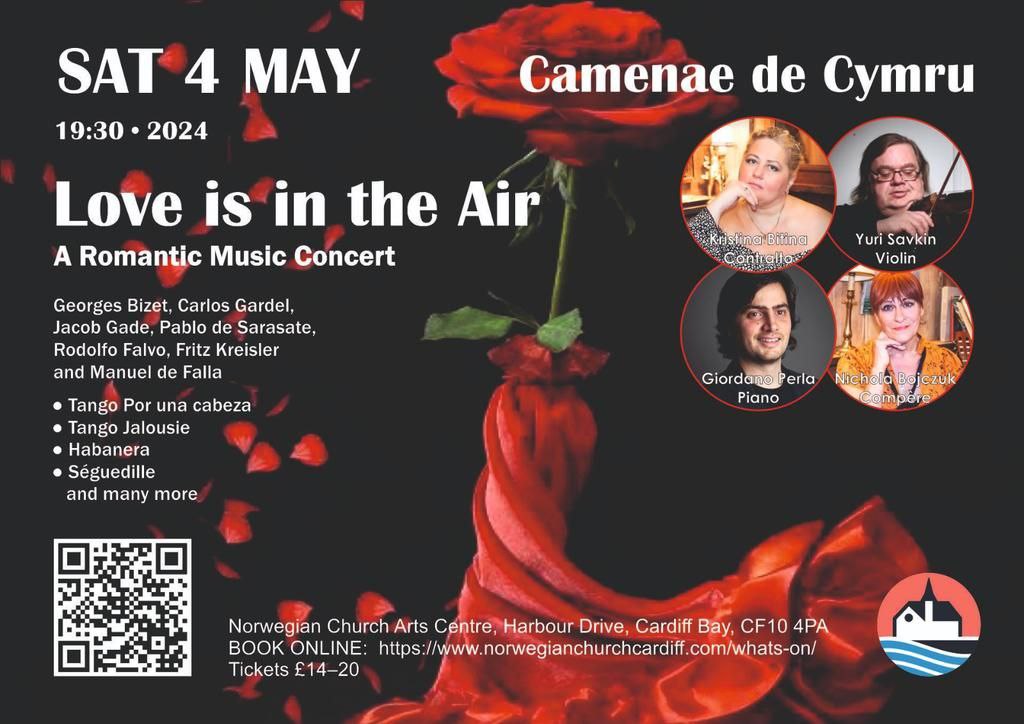 SAT 4 MAY
19:30 • 2024
Love is in the Air
A Romantic Music Concert
Georges Bizet, Carlos Gardel,
Jacob Gade, Pablo de Sarasate,
Rodolfo Falvo, Fritz Kreisler
and Manuel de Falla
• Tango Por una cabeza
• Tango Jalousie
• Habanera
• Séguedille
and many more
Camenae de Cymru
Kristina Bitina
Contralto
Yuri Savkin
Violin
Giordano Perla
Piano
Nichola Bojczuk
Compère
Norwegian Church Arts Centre, Harbour Drive, Cardiff Bay, CF10 4PA
BOOK ONLINE: https://www.norwegianchurchcardiff.com/whats-on/
Tickets £14–20